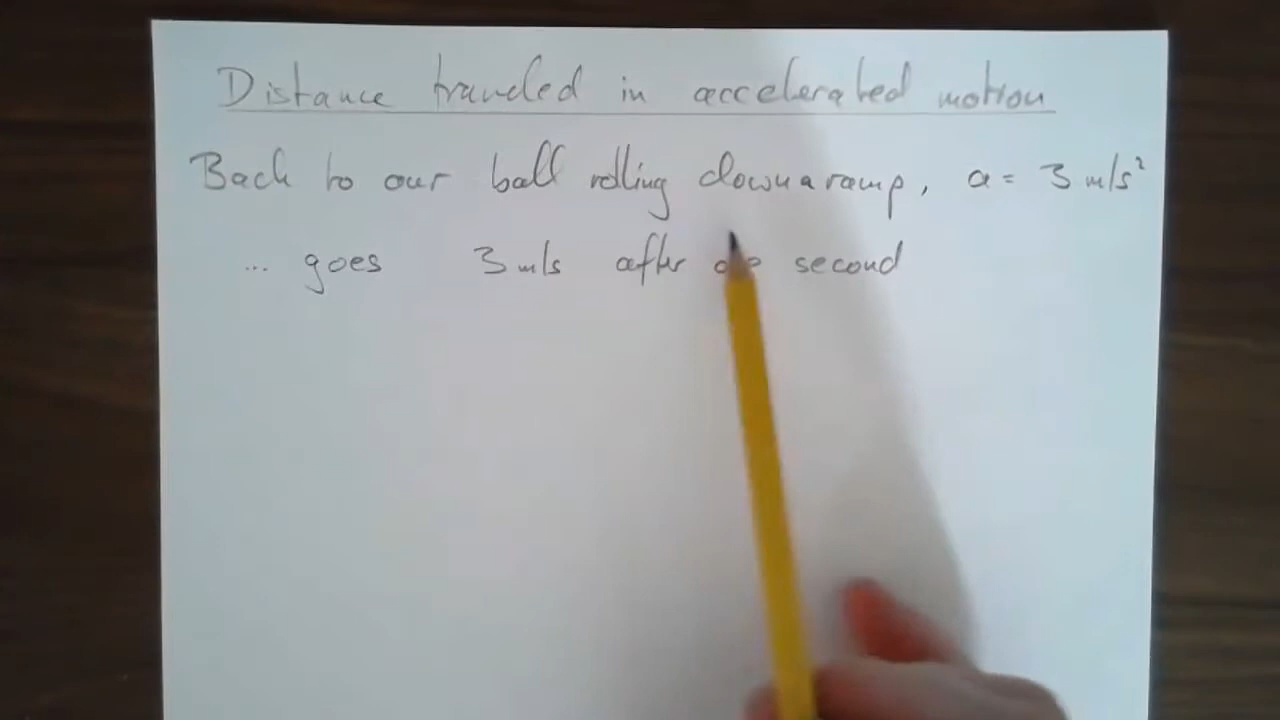 Distance traveled in accelerated motion
Back to our ball rolling down a ramp, a = 3 m/s²
... goes 3 m/s after second